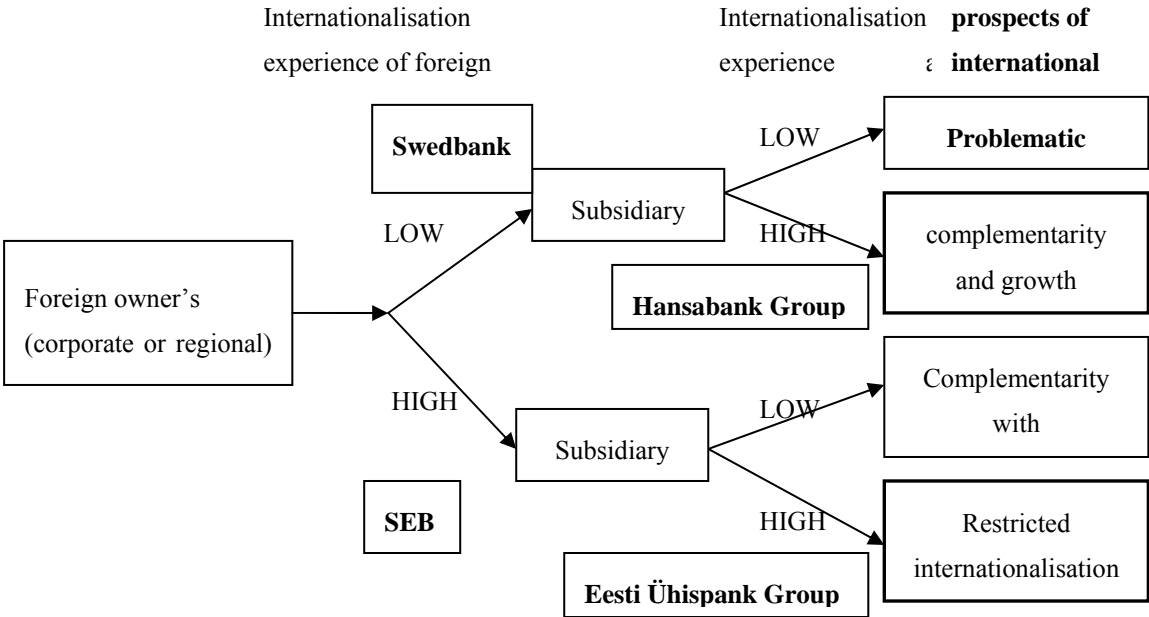 Internationalisation
experience of foreign
Internationalisation
experience
prospects of
international
Swedbank
LOW
Subsidiary
LOW
Problematic
HIGH
complementarity
and growth
Hansabank Group
Foreign owner’s
(corporate or regional)
HIGH
Subsidiary
LOW
Complementarity
with
HIGH
Restricted
internationalisation
SEB
Eesti Ühispank Group